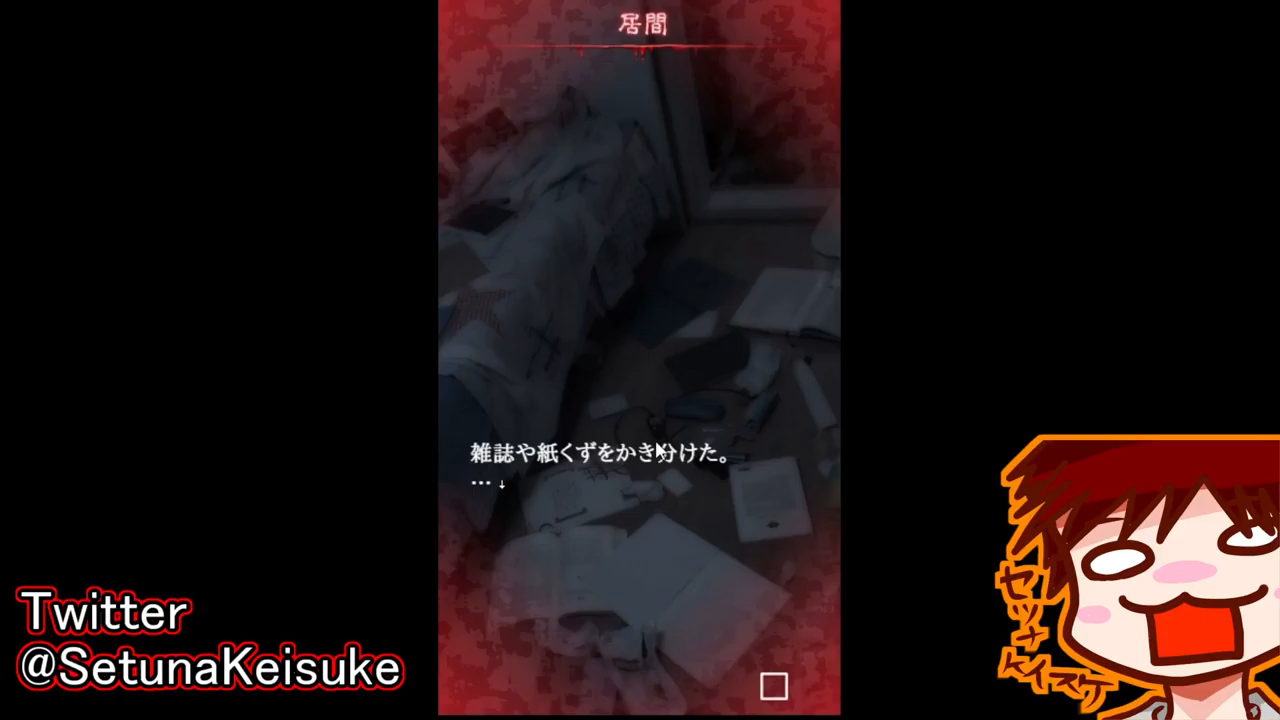 居間
雑誌や紙くずをかき分けた。
… ↓
Twitter
@SetunaKeisuke
セツナ
ケイスケ